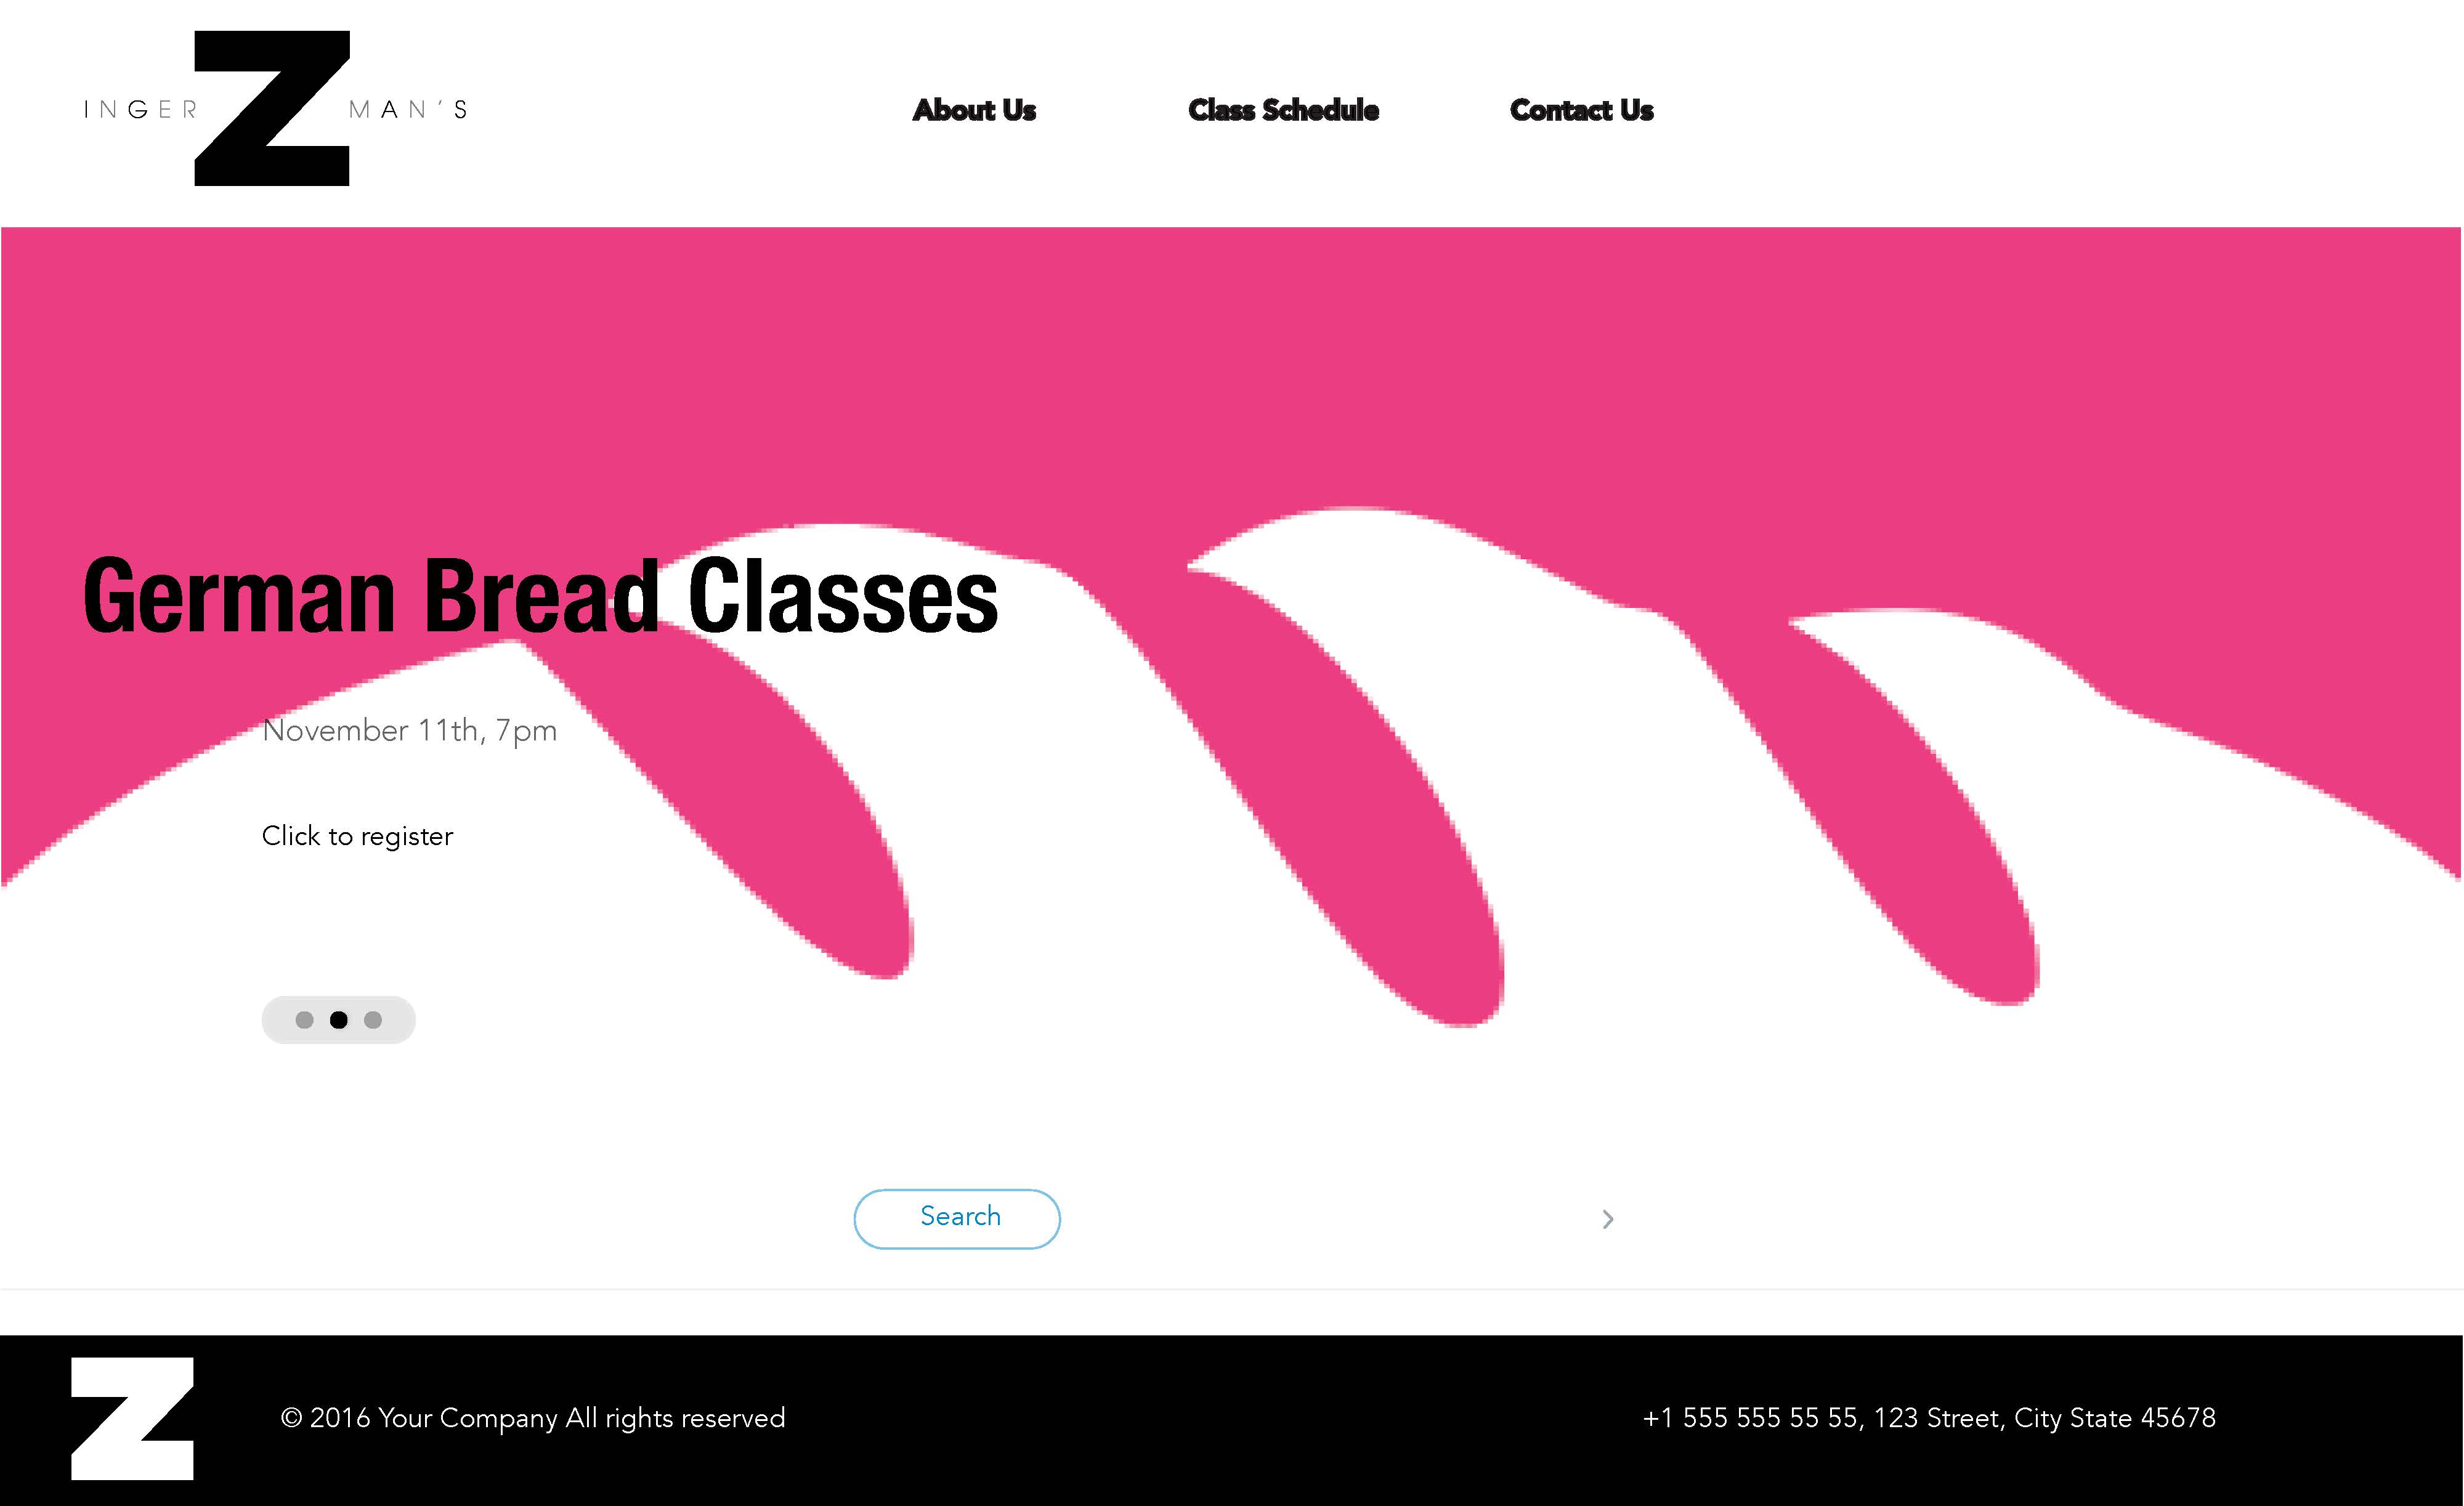 INGER Z MAN'S
About Us
Class Schedule
Contact Us
German Bread Classes
November 11th, 7pm
Click to register
Search
Z
© 2016 Your Company All rights reserved
+1 555 555 55 55, 123 Street, City State 45678